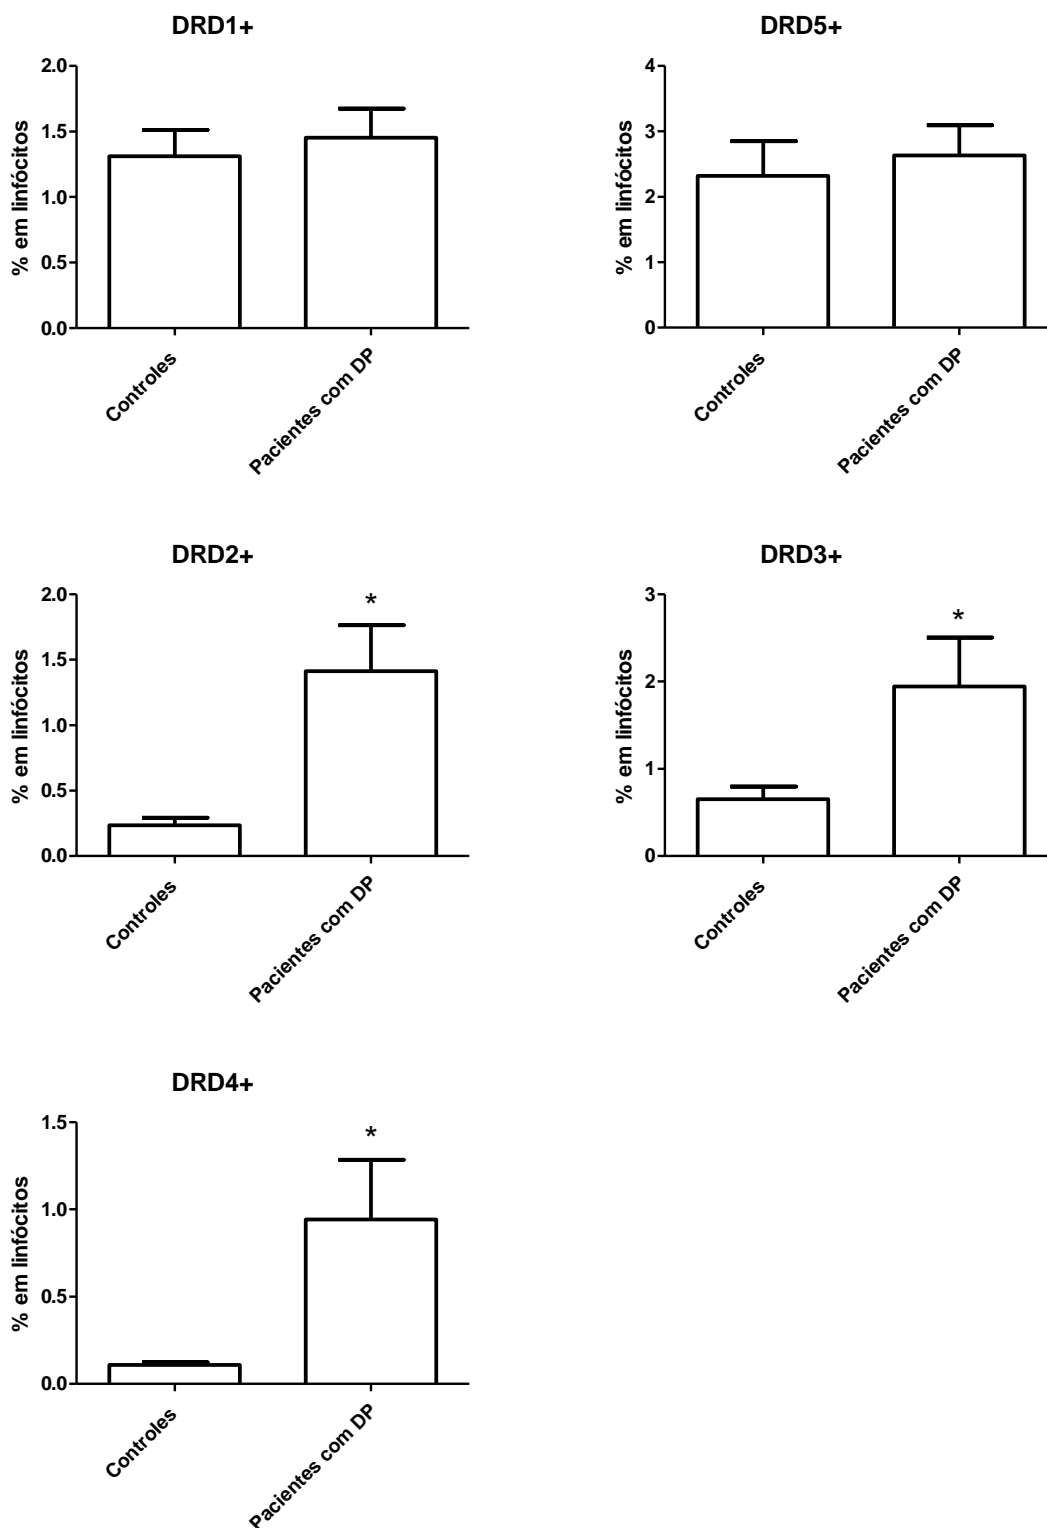 DRD1+
2.0
1.5
1.0
0.5
0.0
% em linfócitos
Controles
Pacientes com DP
DRD5+
4
3
2
1
0
% em linfócitos
Controles
Pacientes com DP
DRD2+
2.0
1.5
1.0
0.5
0.0
% em linfócitos
*
Controles
Pacientes com DP
DRD3+
3
2
1
0
% em linfócitos
*
Controles
Pacientes com DP
DRD4+
1.5
1.0
0.5
0.0
% em linfócitos
*
Controles
Pacientes com DP